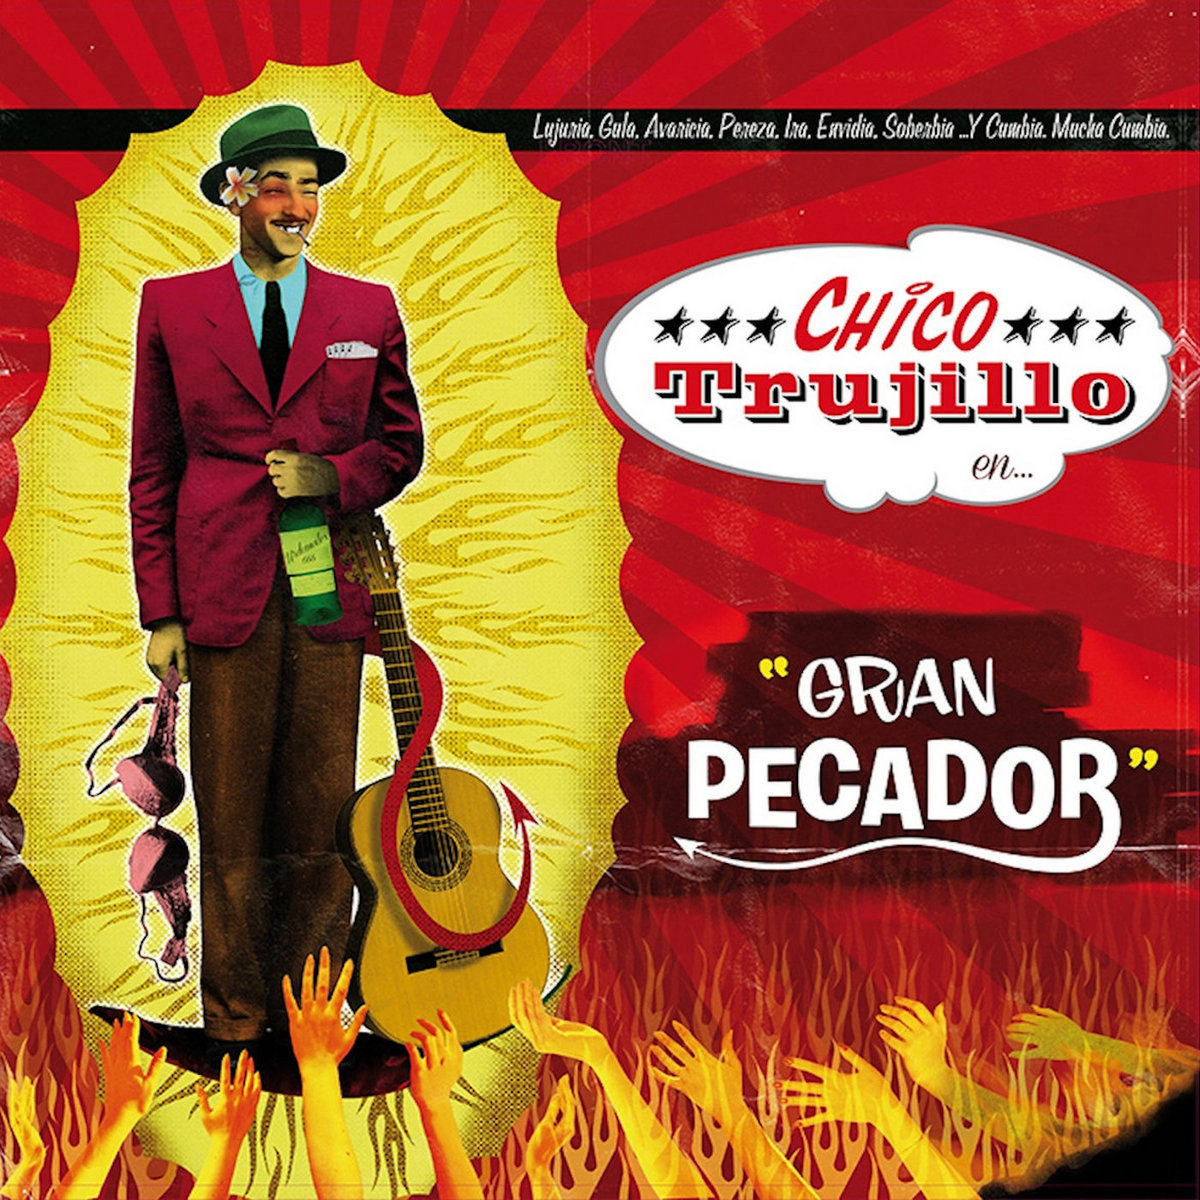 Lujuria. Gula. Avaricia. Pereza. Ira. Envidia. Soberbia ..Y Cumbia. Mucha Cumbia.
CHiCO
Trujillo
en...
"GRAN
PECADOR"